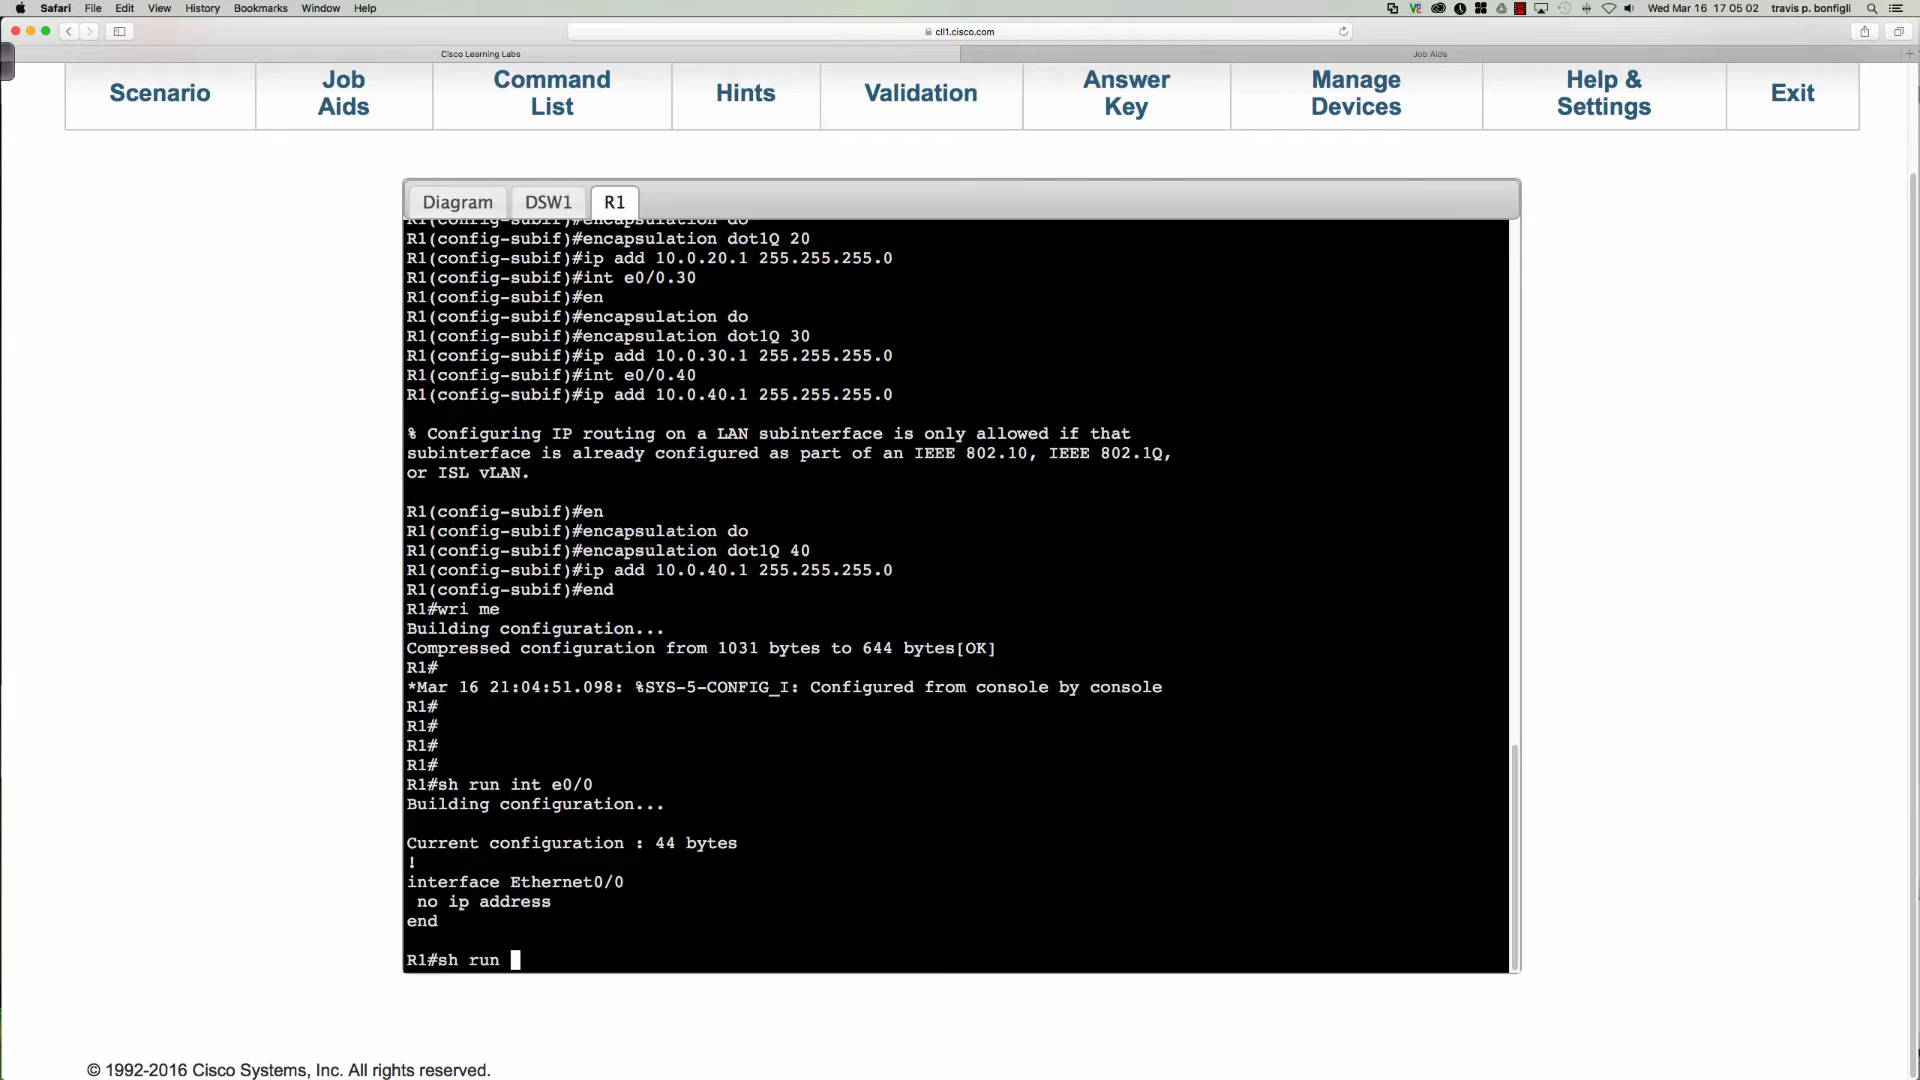 Safari File Edit View History Bookmarks Window Help
Wed Mar 16 17 05 02 travis p. bonfigli
cll1.cisco.com
Cisco Learning Labs
Job Aids
Scenario
Job Aids
Command List
Hints
Validation
Answer Key
Manage Devices
Help & Settings
Exit
Diagram DSW1 R1
R1(config-subif)#encapsulation do
R1(config-subif)#encapsulation dot1Q 20
R1(config-subif)#ip add 10.0.20.1 255.255.255.0
R1(config-subif)#int e0/0.30
R1(config-subif)#en
R1(config-subif)#encapsulation do
R1(config-subif)#encapsulation dot1Q 30
R1(config-subif)#ip add 10.0.30.1 255.255.255.0
R1(config-subif)#int e0/0.40
R1(config-subif)#ip add 10.0.40.1 255.255.255.0
% Configuring IP routing on a LAN subinterface is only allowed if that
subinterface is already configured as part of an IEEE 802.10, IEEE 802.1Q,
or ISL vLAN.
R1(config-subif)#en
R1(config-subif)#encapsulation do
R1(config-subif)#encapsulation dot1Q 40
R1(config-subif)#ip add 10.0.40.1 255.255.255.0
R1(config-subif)#end
R1#wri me
Building configuration...
Compressed configuration from 1031 bytes to 644 bytes[OK]
R1#
*Mar 16 21:04:51.098: %SYS-5-CONFIG_I: Configured from console by console
R1#
R1#
R1#
R1#
R1#sh run int e0/0
Building configuration...
Current configuration : 44 bytes
!
interface Ethernet0/0
no ip address
end
R1#sh run
© 1992-2016 Cisco Systems, Inc. All rights reserved.